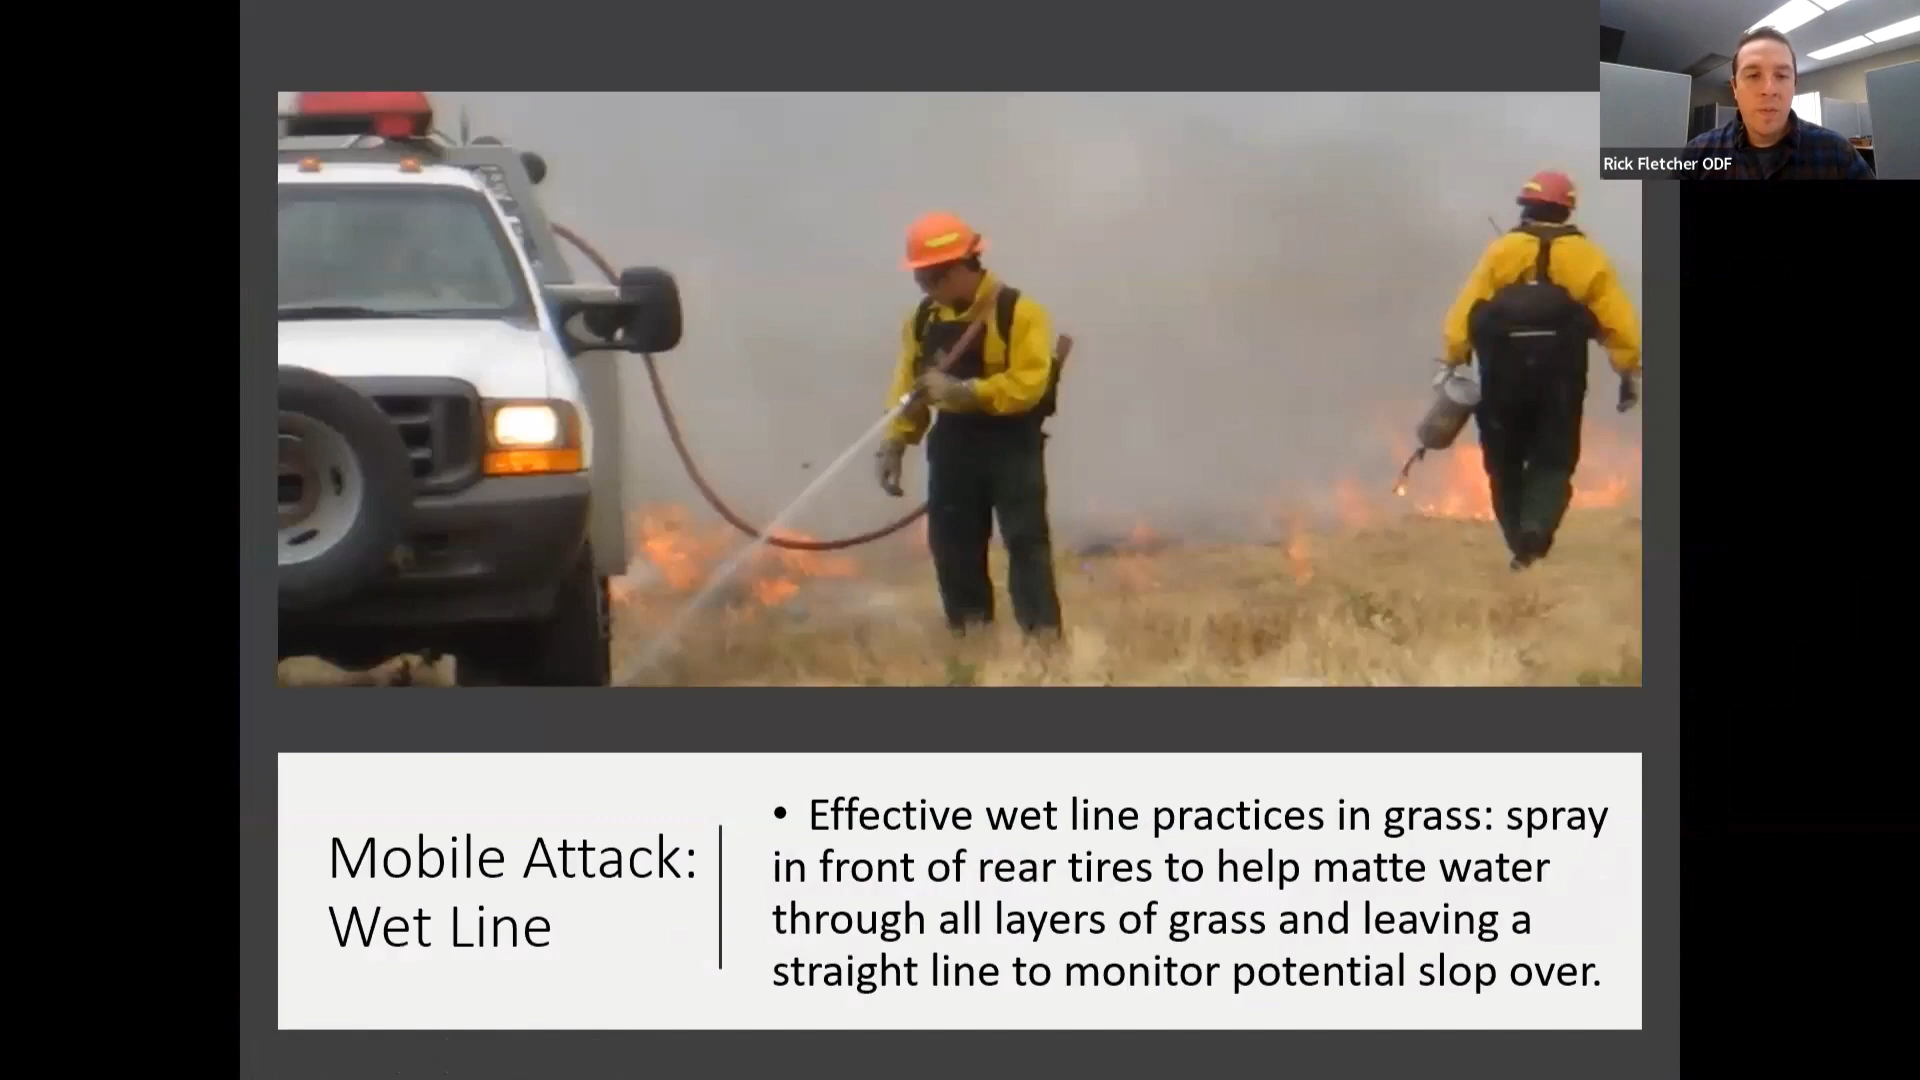 Rick Fletcher ODF
Mobile Attack:
Wet Line
• Effective wet line practices in grass: spray
in front of rear tires to help matte water
through all layers of grass and leaving a
straight line to monitor potential slop over.